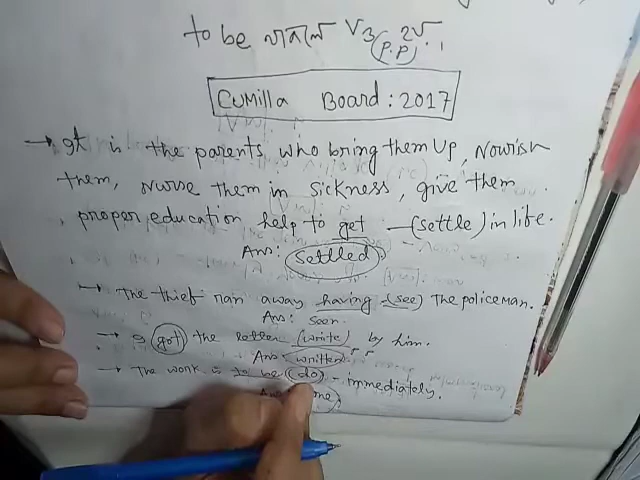 to be থাকলে V3 হয়।
(p.p)
Cumilla Board: 2017
→ It is the parents who bring them up, Nourish
them, Nurse them in sickness, give them
proper education help to get — (settle) in life.
Ans: settled.
→ The thief ran away having (see) The policeman.
Ans: seen.
→ I got the letter (write) by him.
Ans: writted
→ The work is to be (do) - immediately.